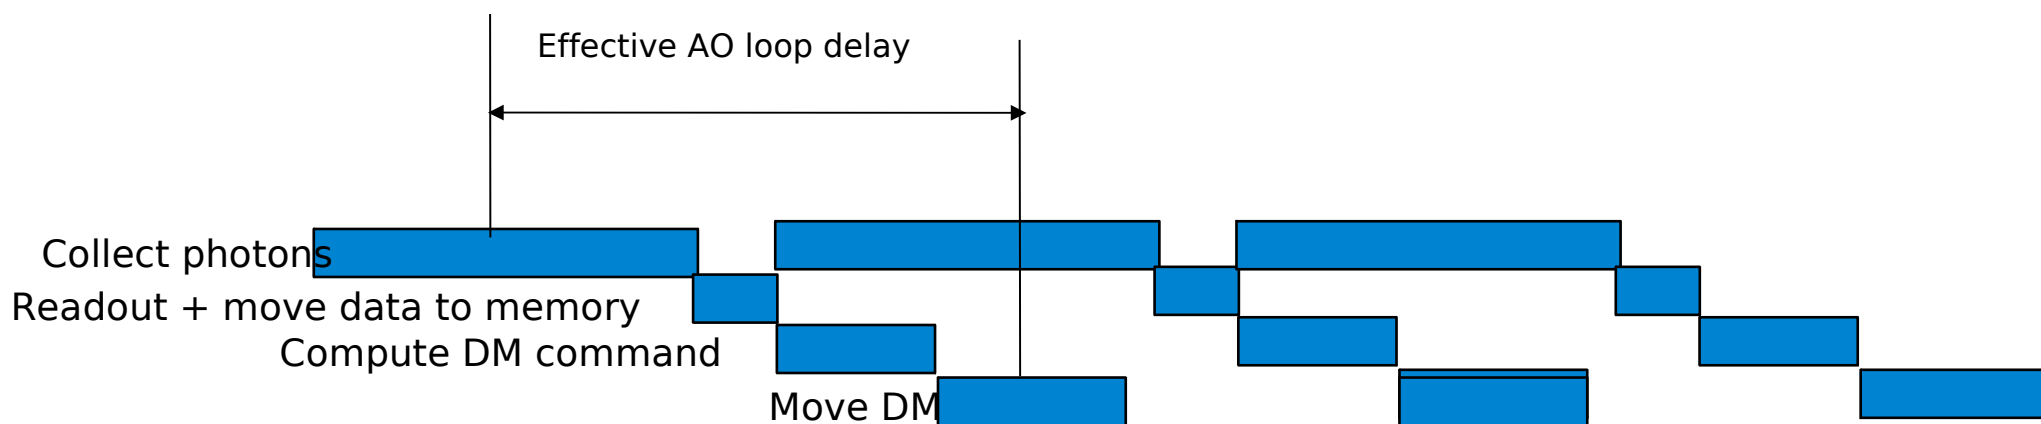 Effective AO loop delay
Collect photons
Readout + move data to memory
Compute DM command
Move DM